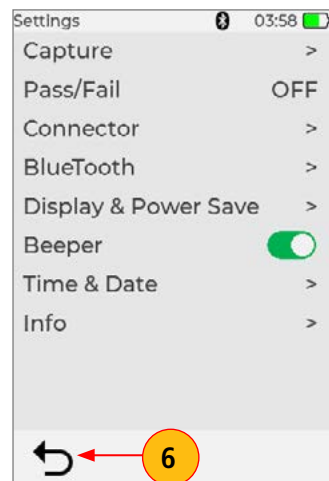 Settings 03:58
Capture >
Pass/Fail OFF
Connector >
BlueTooth >
Display & Power Save >
Beeper
Time & Date >
Info >
6